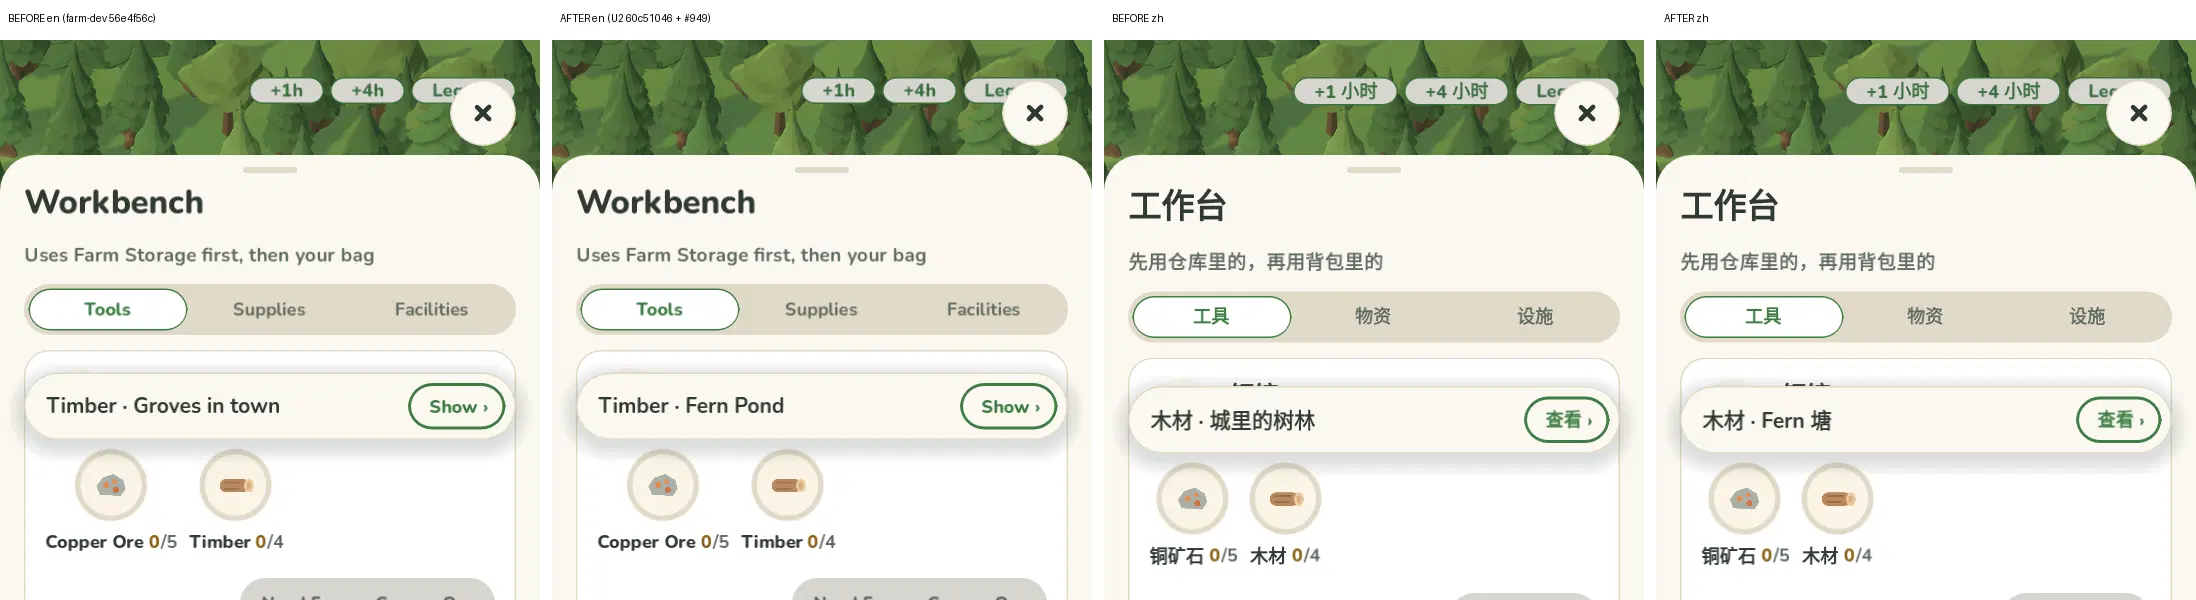 BEFORE en (farm-dev 56e4f56c)
+1h +4h
Workbench
Uses Farm Storage first, then your bag
Tools Supplies Facilities
Timber · Groves in town Show ›
Copper Ore 0/5 Timber 0/4
AFTER en (U2 60c51046 + #949)
+1h +4h
Workbench
Uses Farm Storage first, then your bag
Tools Supplies Facilities
Timber · Fern Pond Show ›
Copper Ore 0/5 Timber 0/4
BEFORE zh
+1 小时 +4 小时
工作台
先用仓库里的，再用背包里的
工具 物资 设施
木材 · 城里的树林 查看 ›
铜矿石 0/5 木材 0/4
AFTER zh
+1 小时 +4 小时
工作台
先用仓库里的，再用背包里的
工具 物资 设施
木材 · Fern 塘 查看 ›
铜矿石 0/5 木材 0/4